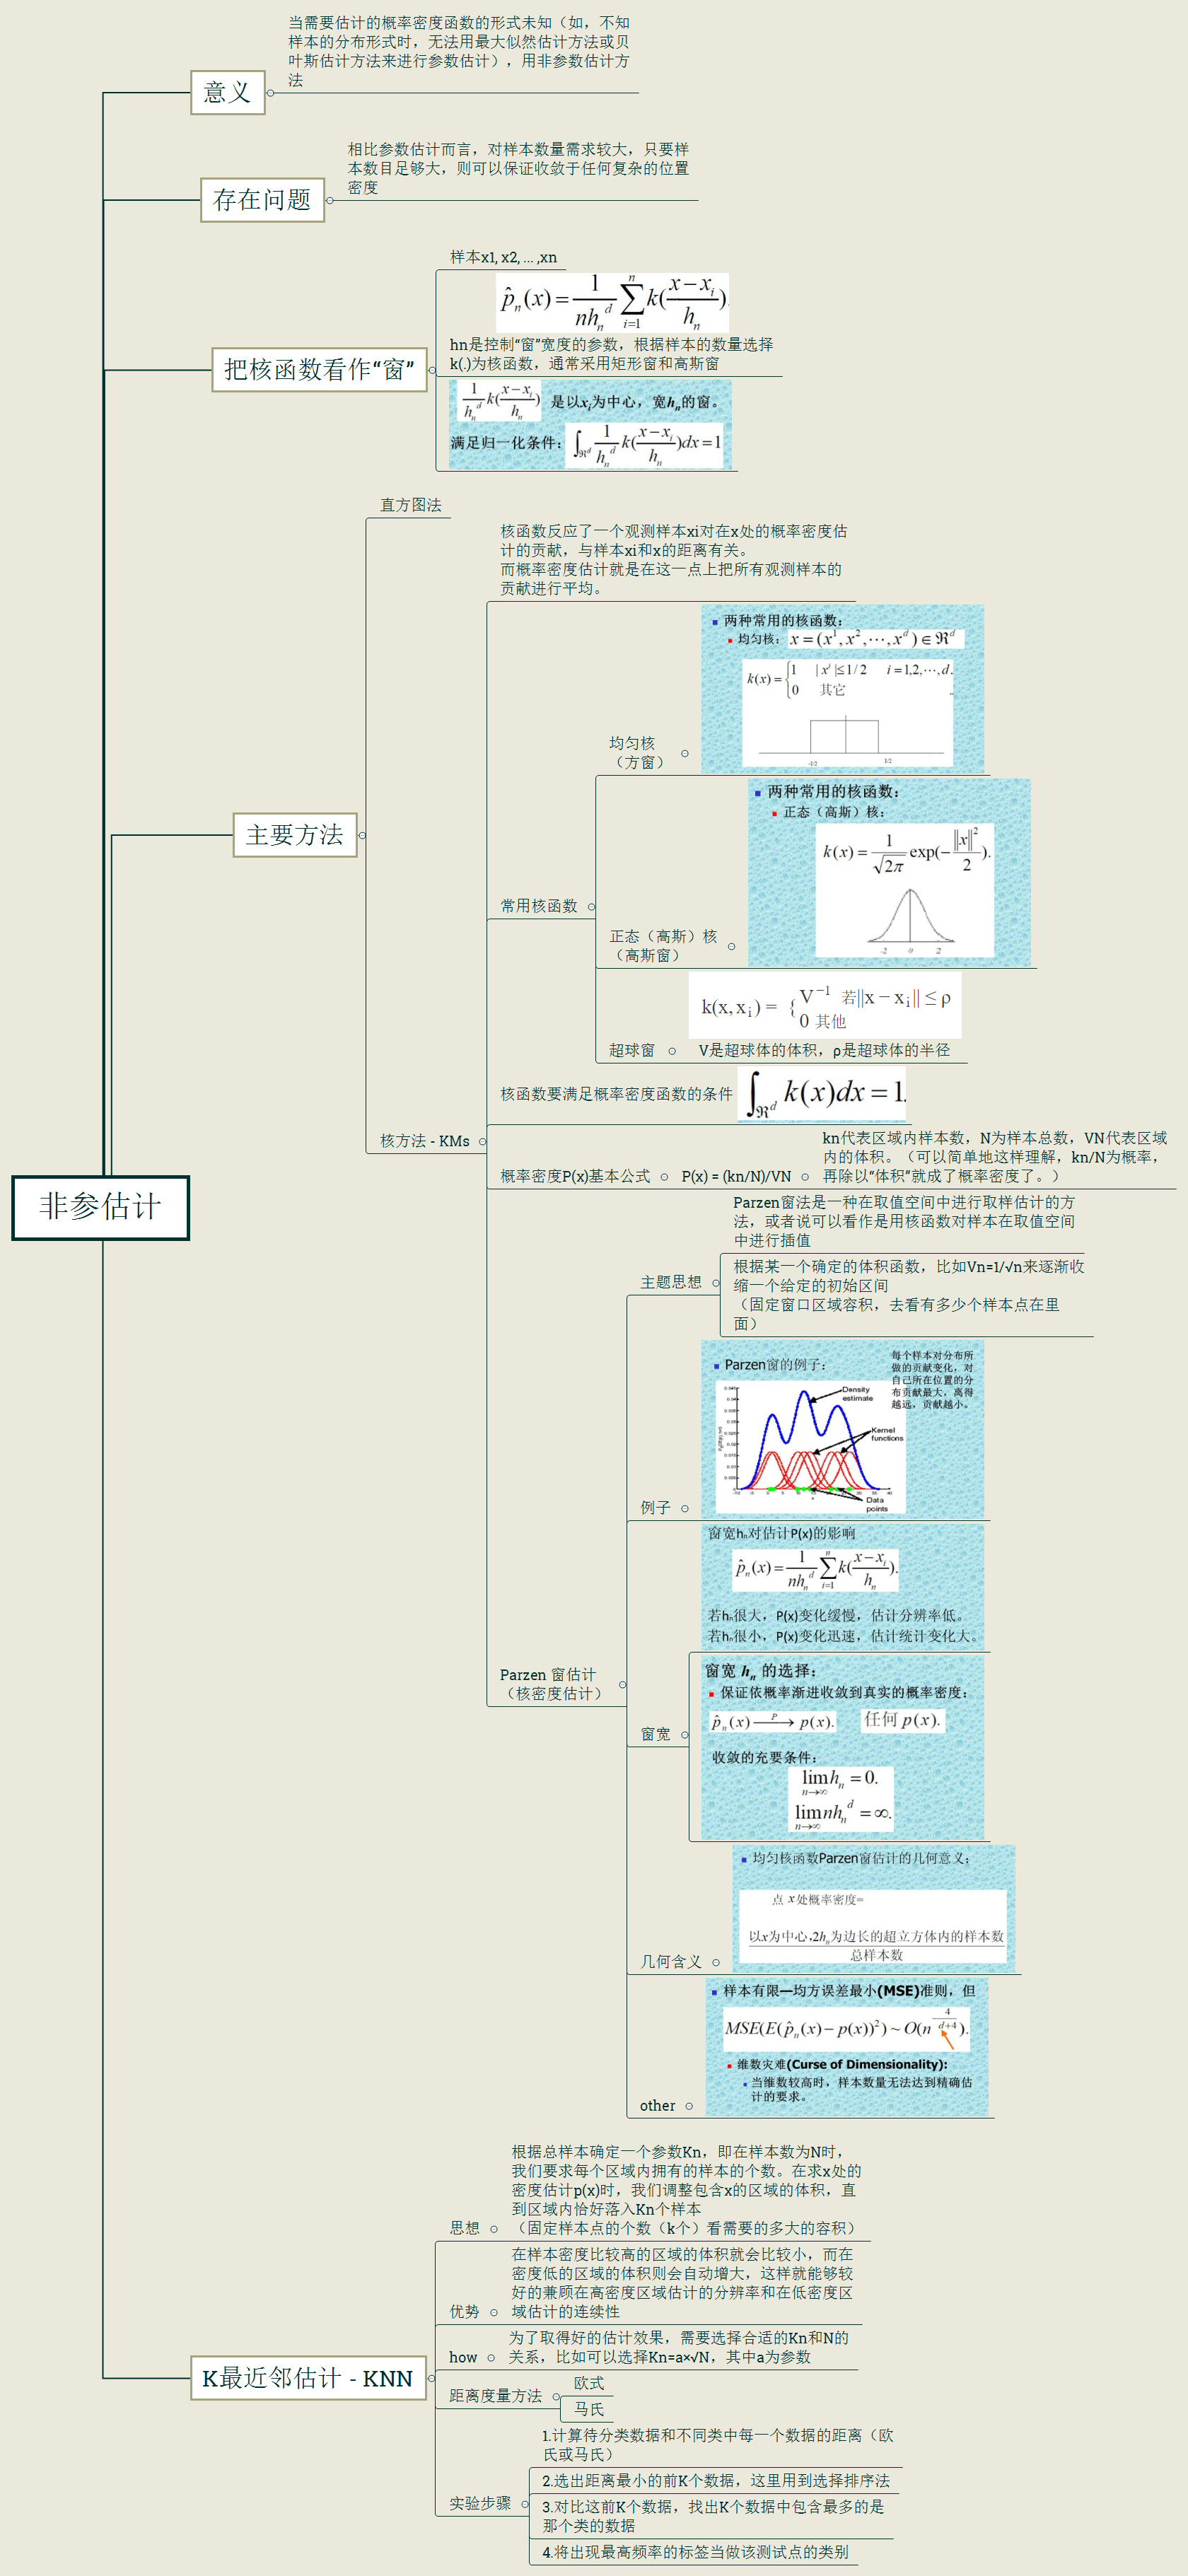 当需要估计的概率密度函数的形式未知（如，不知
样本的分布形式时，无法用最大似然估计方法或贝
叶斯估计方法来进行参数估计），用非参数估计方
法
意义
相比参数估计而言，对样本数量需求较大，只要样
本数目足够大，则可以保证收敛于任何复杂的位置
密度
存在问题
样本x1, x2, ... ,xn
p̂_n(x)=1/(nh_n^d) ∑_{i=1}^{n} k((x−x_i)/h_n).
hn是控制“窗”宽度的参数，根据样本的数量选择
k(.)为核函数，通常采用矩形窗和高斯窗
把核函数看作“窗”
1/h_n^d k((x−x_i)/h_n) 是以x_i为中心，宽h_n的窗。
满足归一化条件：∫_{ℜ^d} 1/h_n^d k((x−x_i)/h_n)dx=1
直方图法
核函数反应了一个观测样本xi对在x处的概率密度估
计的贡献，与样本xi和x的距离有关。
而概率密度估计就是在这一点上把所有观测样本的
贡献进行平均。
两种常用的核函数：
均匀核： x=(x^1,x^2,⋯,x^d)∈ℜ^d
k(x)={1 |x^i|≤1/2 i=1,2,⋯,d.
0 其它
-1/2 1/2
均匀核
（方窗）
两种常用的核函数：
正态（高斯）核：
k(x)=1/√(2π) exp(−‖x‖^2/2).
-2 0 2
主要方法
常用核函数
正态（高斯）核
（高斯窗）
k(x,x_i) = {V^−1 若||x−x_i||≤ρ
0 其他
超球窗
V是超球体的体积，ρ是超球体的半径
核函数要满足概率密度函数的条件 ∫_{ℜ^d} k(x)dx=1.
核方法 - KMs
概率密度P(x)基本公式
P(x) = (kn/N)/VN
kn代表区域内样本数，N为样本总数，VN代表区域
内的体积。（可以简单地这样理解，kn/N为概率，
再除以“体积”就成了概率密度了。）
非参估计
Parzen窗法是一种在取值空间中进行取样估计的方
法，或者说可以看作是用核函数对样本在取值空间
中进行插值
主题思想
根据某一个确定的体积函数，比如Vn=1/√n来逐渐收
缩一个给定的初始区间
（固定窗口区域容积，去看有多少个样本点在里
面）
Parzen窗的例子：
每个样本对分布所
做的贡献变化，对
自己所在位置的分
布贡献最大，离得
越远，贡献越小。
Density
estimate
Kernel
functions
Data
points
例子
窗宽hₙ对估计P(x)的影响
p̂_n(x)=1/(nh_n^d) ∑_{i=1}^{n} k((x−x_i)/h_n).
若hₙ很大，P(x)变化缓慢，估计分辨率低。
若hₙ很小，P(x)变化迅速，估计统计变化大。
Parzen 窗估计
（核密度估计）
窗宽 h_n 的选择：
保证依概率渐进收敛到真实的概率密度：
p̂_n(x) —P→ p(x). 任何 p(x).
窗宽
收敛的充要条件：
lim_{n→∞} h_n = 0.
lim_{n→∞} nh_n^d = ∞.
均匀核函数Parzen窗估计的几何意义：
点 x处概率密度=
以x为中心，2h_n为边长的超立方体内的样本数
总样本数
几何含义
样本有限—均方误差最小(MSE)准则，但
MSE(E(p̂_n(x)−p(x))^2) ~ O(n^{−4/(d+4)}).
维数灾难(Curse of Dimensionality):
当维数较高时，样本数量无法达到精确估
计的要求。
other
根据总样本确定一个参数Kn，即在样本数为N时，
我们要求每个区域内拥有的样本的个数。在求x处的
密度估计p(x)时，我们调整包含x的区域的体积，直
到区域内恰好落入Kn个样本
（固定样本点的个数（k个）看需要的多大的容积）
思想
在样本密度比较高的区域的体积就会比较小，而在
密度低的区域的体积则会自动增大，这样就能够较
好的兼顾在高密度区域估计的分辨率和在低密度区
域估计的连续性
优势
为了取得好的估计效果，需要选择合适的Kn和N的
关系，比如可以选择Kn=a×√N，其中a为参数
how
K最近邻估计 - KNN
距离度量方法
欧式
马氏
1.计算待分类数据和不同类中每一个数据的距离（欧
氏或马氏）
2.选出距离最小的前K个数据，这里用到选择排序法
实验步骤
3.对比这前K个数据，找出K个数据中包含最多的是
那个类的数据
4.将出现最高频率的标签当做该测试点的类别